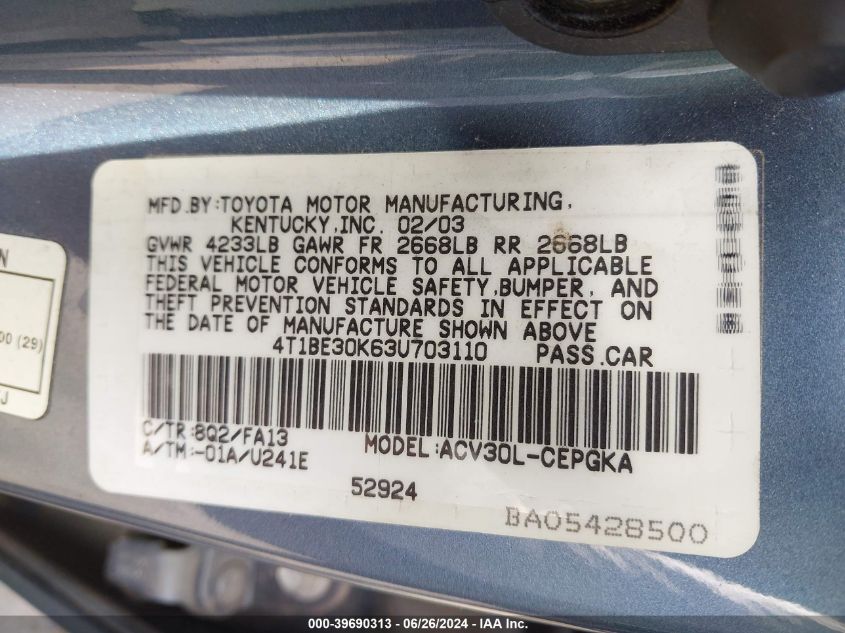 MFD.BY:TOYOTA MOTOR MANUFACTURING,
KENTUCKY,INC. 02/03
GVWR 4233LB GAWR FR 2668LB RR 2668LB
THIS VEHICLE CONFORMS TO ALL APPLICABLE
FEDERAL MOTOR VEHICLE SAFETY,BUMPER, AND
THEFT PREVENTION STANDARDS IN EFFECT ON
THE DATE OF MANUFACTURE SHOWN ABOVE
4T1BE30K63U703110 PASS.CAR
C/TR:8Q2/FA13
A/TM:-01A/U241E
MODEL:ACV30L-CEPGKA
52924
BA05428500
N
00 (29)
J
000-39690313 / 06/26/2024 / IAA Inc.